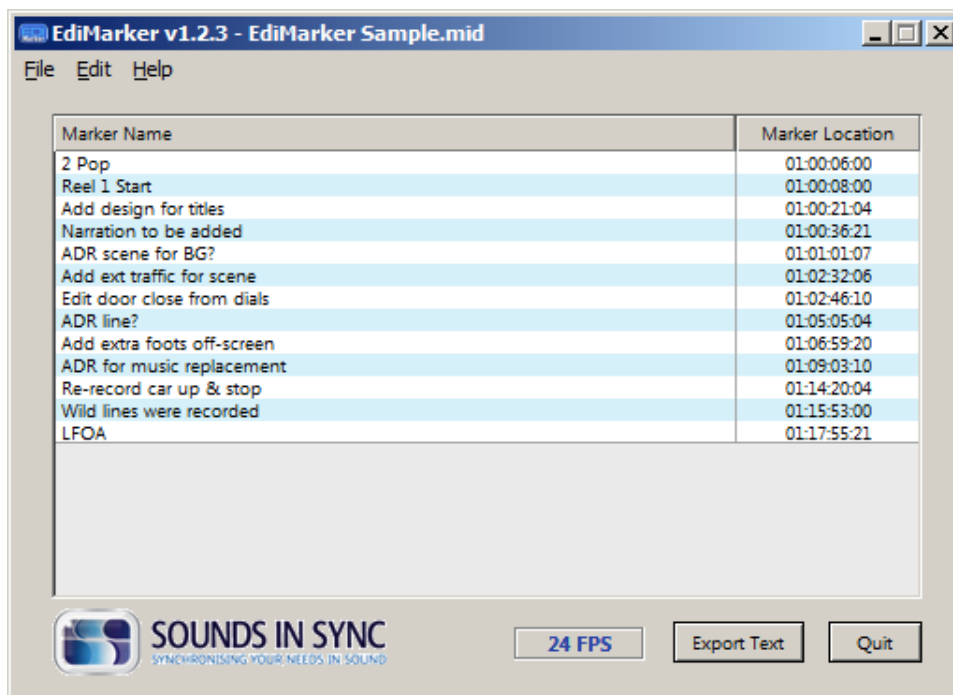 EdiMarker v1.2.3 - EdiMarker Sample.mid
File Edit Help
Marker Name Marker Location
2 Pop 01:00:06:00
Reel 1 Start 01:00:08:00
Add design for titles 01:00:21:04
Narration to be added 01:00:36:21
ADR scene for BG? 01:01:01:07
Add ext traffic for scene 01:02:32:06
Edit door close from dials 01:02:46:10
ADR line? 01:05:05:04
Add extra foots off-screen 01:06:59:20
ADR for music replacement 01:09:03:10
Re-record car up & stop 01:14:20:04
Wild lines were recorded 01:15:53:00
LFOA 01:17:55:21
SOUNDS IN SYNC
SYNCHRONISING YOUR NEEDS IN SOUND
24 FPS Export Text Quit